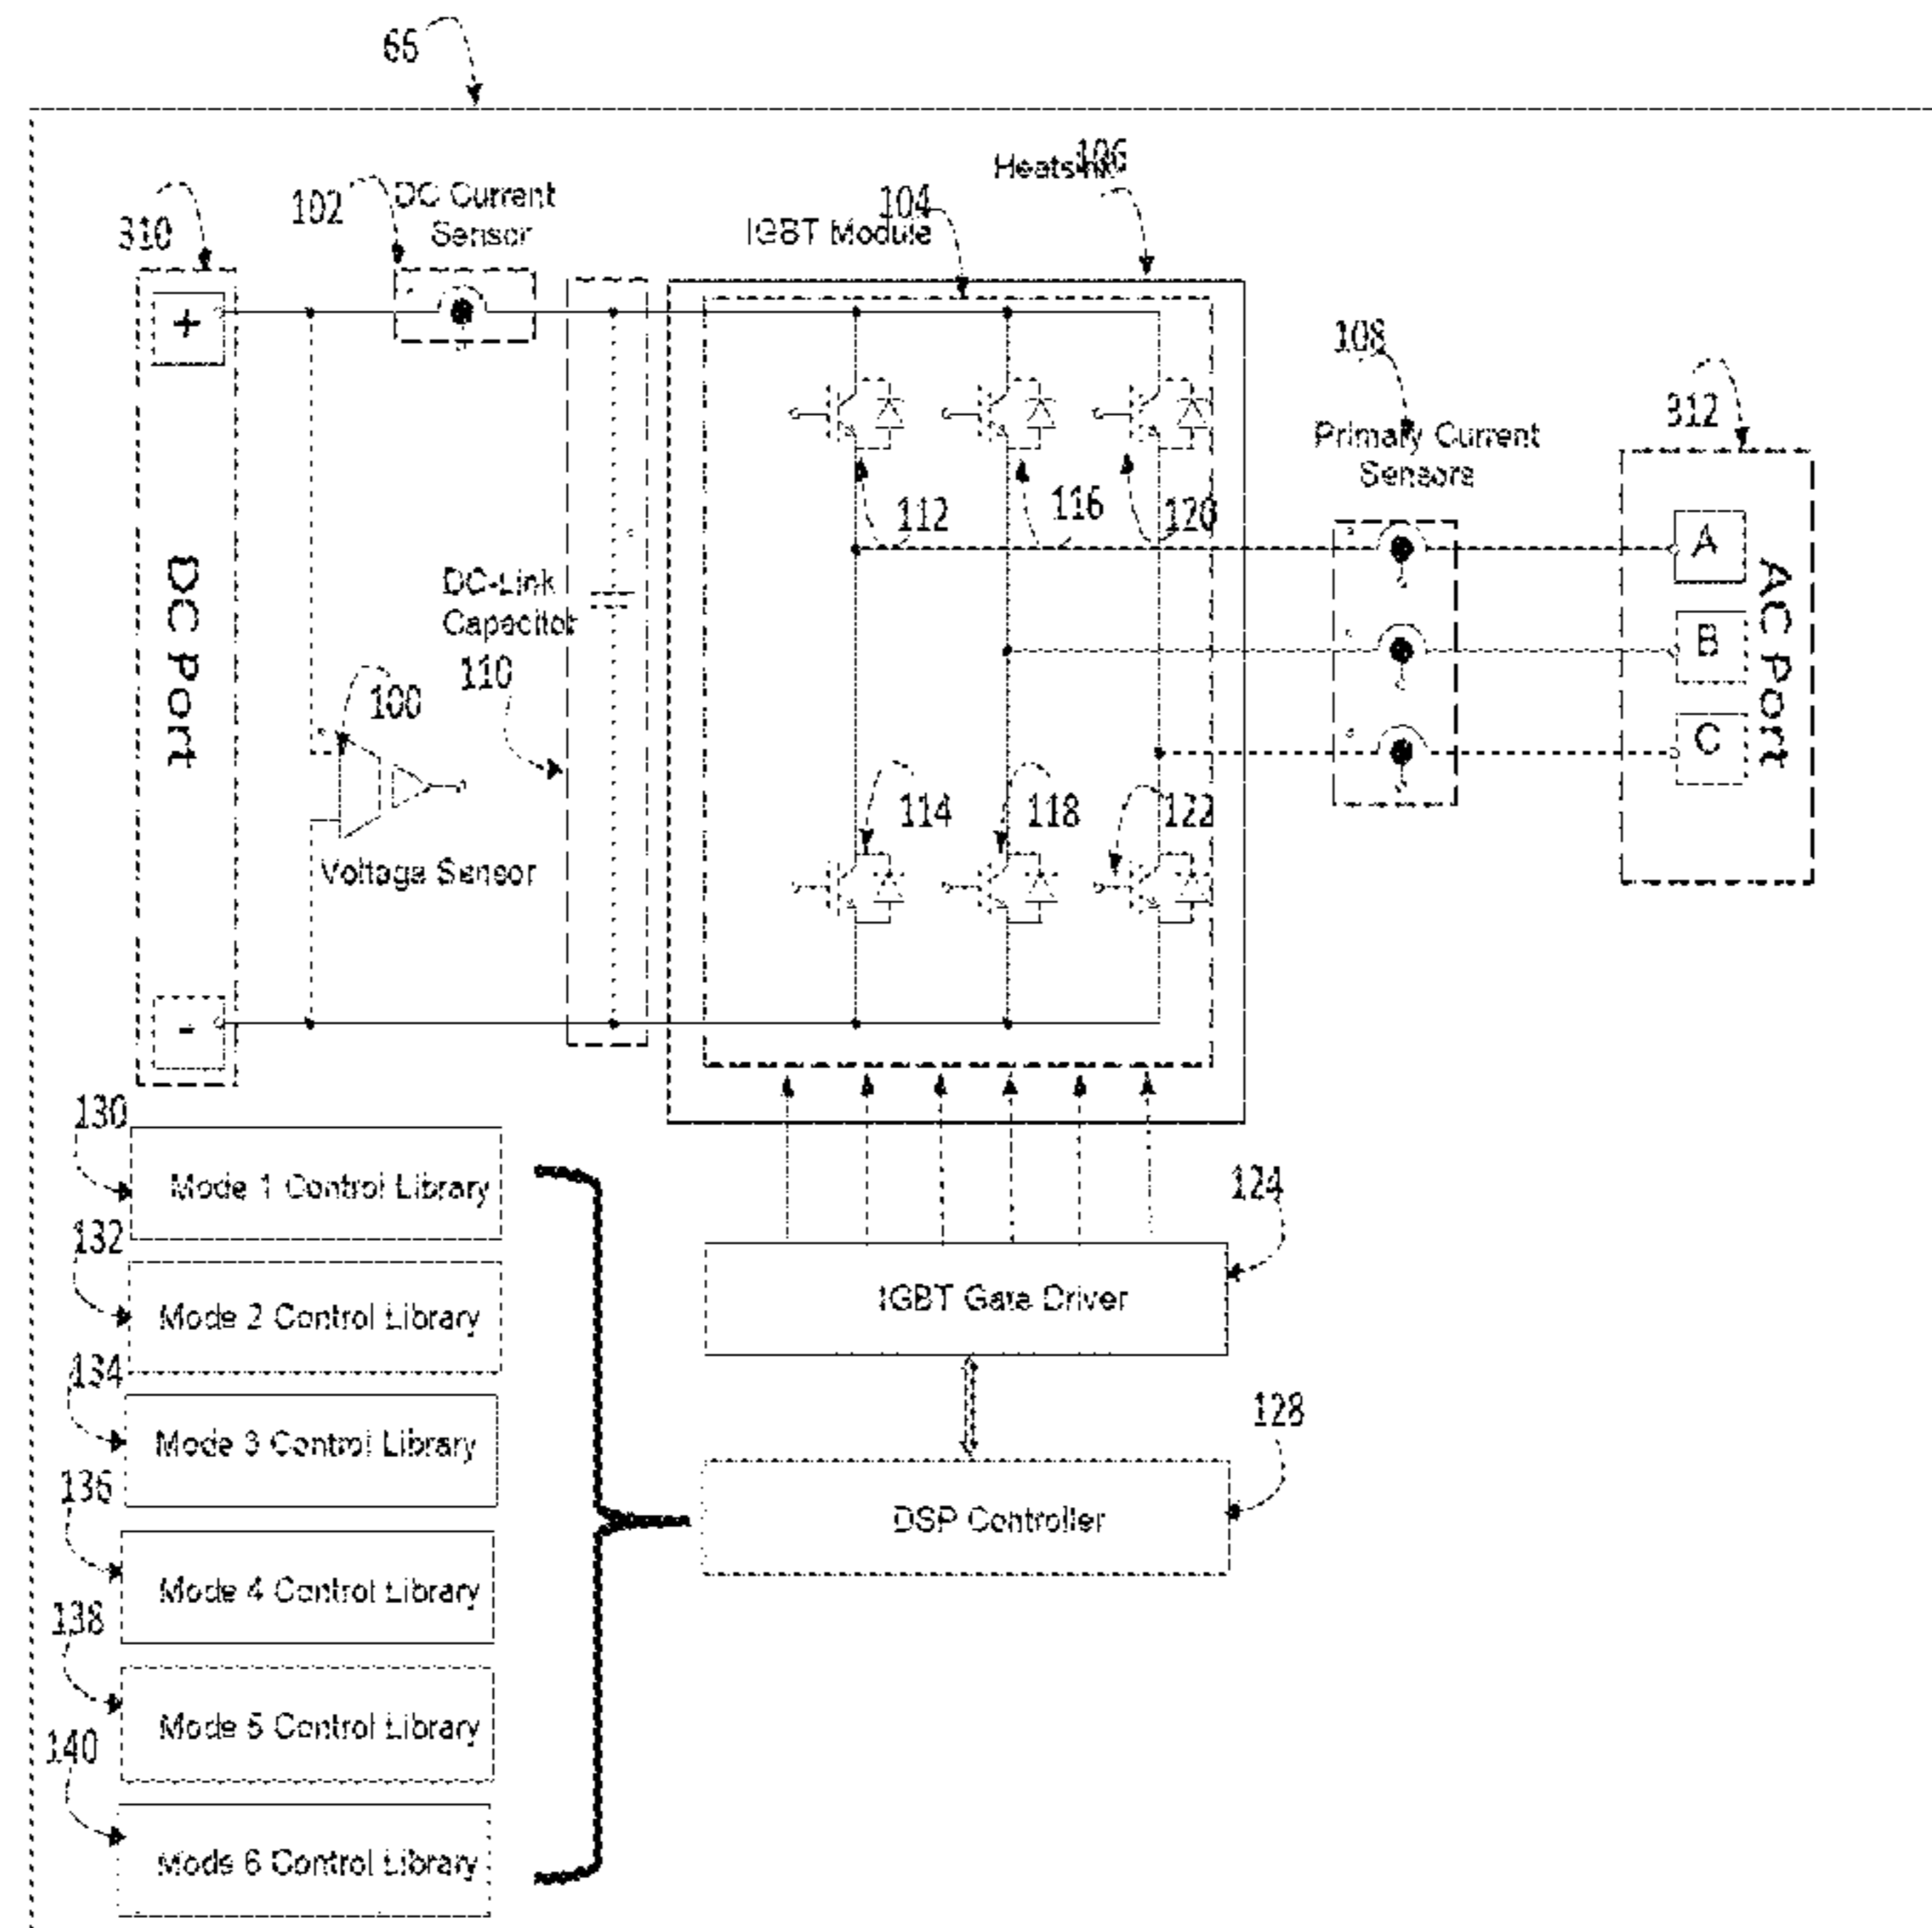 66
106
Heatsink
102
DC Current
Sensor
104
IGBT Module
310
+
108
312
Primary Current
Sensors
112
116
120
A
DC Port
AC Port
DC-Link
Capacitor
B
110
100
C
114
118
122
Voltage Sensor
-
130
Mode 1 Control Library
124
132
IGBT Gate Driver
Mode 2 Control Library
134
128
Mode 3 Control Library
136
DSP Controller
Mode 4 Control Library
138
Mode 5 Control Library
140
Mode 6 Control Library